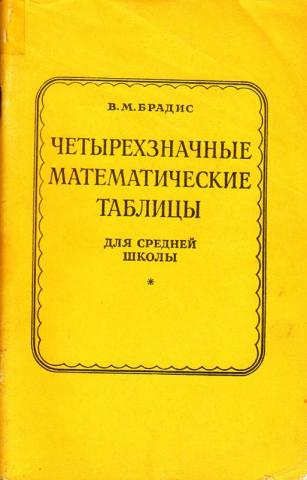 В. М. БРАДИС
ЧЕТЫРЕХЗНАЧНЫЕ
МАТЕМАТИЧЕСКИЕ
ТАБЛИЦЫ
ДЛЯ СРЕДНЕЙ
ШКОЛЫ
*